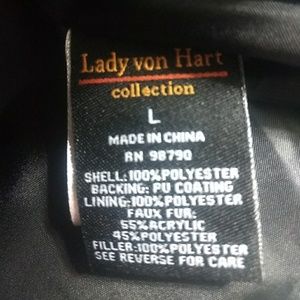 Lady von Hart
collection
L
MADE IN CHINA
RN 98790
SHELL:100%POLYESTER
BACKING: PU COATING
LINING:100%POLYESTER
FAUX FUR:
55%ACRYLIC
45%POLYESTER
FILLER:100%POLYESTER
SEE REVERSE FOR CARE